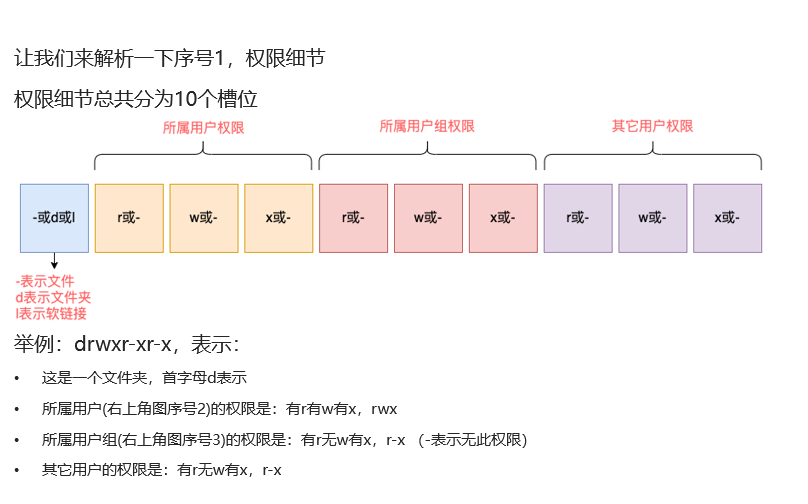 让我们来解析一下序号1，权限细节
权限细节总共分为10个槽位
所属用户权限 所属用户组权限 其它用户权限
-或d或l r或- w或- x或- r或- w或- x或- r或- w或- x或-
-表示文件
d表示文件夹
l表示软链接
举例：drwxr-xr-x，表示：
• 这是一个文件夹，首字母d表示
• 所属用户(右上角图序号2)的权限是：有r有w有x，rwx
• 所属用户组(右上角图序号3)的权限是：有r无w有x，r-x （-表示无此权限）
• 其它用户的权限是：有r无w有x，r-x